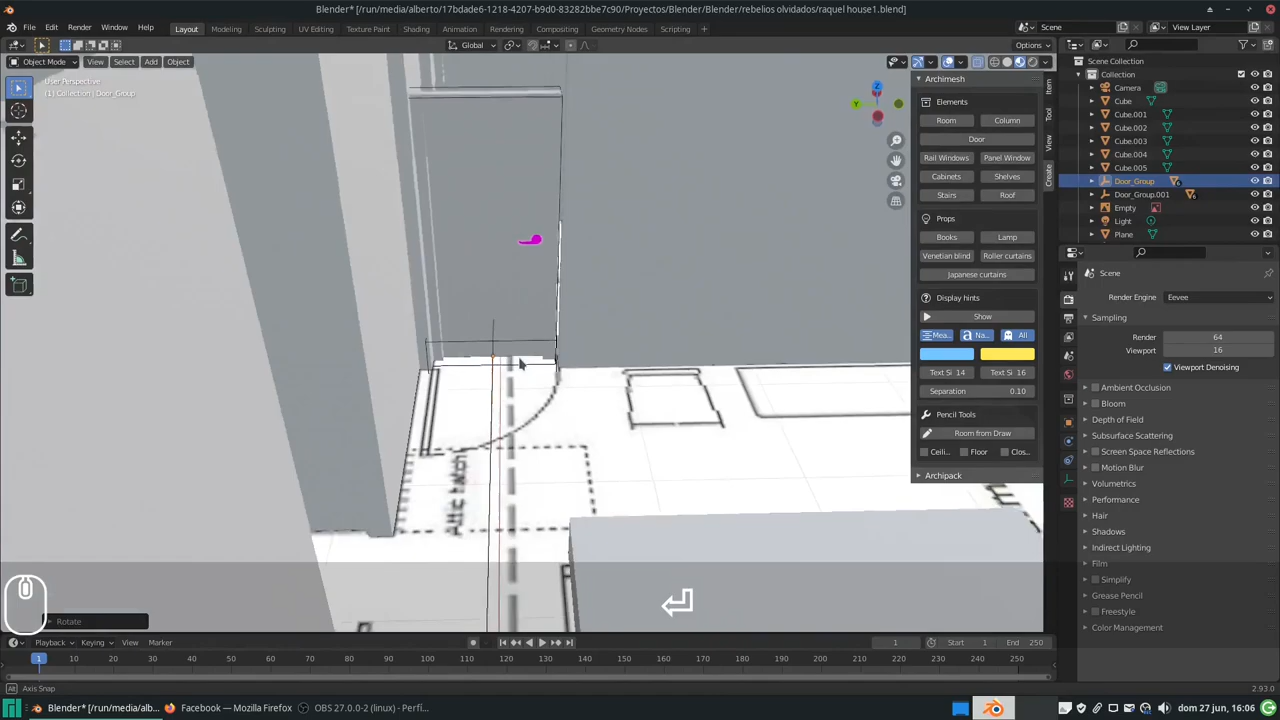 Blender* [/run/media/alberto/17bdade6-1218-4207-b9d0-83282bbe7c90/Proyectos/Blender/Blender/rebelios olvidados/raquel house1.blend]
File Edit Render Window Help Layout Modeling Sculpting UV Editing Texture Paint Shading Animation Rendering Compositing Geometry Nodes Scripting Scene View Layer
Global Options
Object Mode View Select Add Object
User Perspective
(1) Collection | Door_Group
Archimesh
Elements
Room Column
Door
Rail Windows Panel Window
Cabinets Shelves
Stairs Roof
Props
Books Lamp
Venetian blind Roller curtains
Japanese curtains
Display hints
Show
Mea... Na... All
Text Si 14 Text Si 16
Separation 0.10
Pencil Tools
Room from Draw
Ceili... Floor Clos...
Archipack
Item
Tool
View
Create
Scene Collection
Collection
Camera
Cube
Cube.001
Cube.002
Cube.003
Cube.004
Cube.005
Door_Group
Door_Group.001
Empty
Light
Plane
Scene
Render Engine Eevee
Sampling
Render 64
Viewport 16
Viewport Denoising
Ambient Occlusion
Bloom
Depth of Field
Subsurface Scattering
Screen Space Reflections
Motion Blur
Volumetrics
Performance
Hair
Shadows
Indirect Lighting
Film
Simplify
Grease Pencil
Freestyle
Color Management
Rotate
Playback Keying View Marker 1 Start 1 End 250
1 10 20 30 40 50 60 70 80 90 100 110 120 130 140 150 160 170 180 190 200 210 220 230 240 250
Axis Snap 2.93.0
Blender* [/run/media/alb... Facebook — Mozilla Firefox OBS 27.0.0-2 (linux) - Perfi... dom 27 jun, 16:06